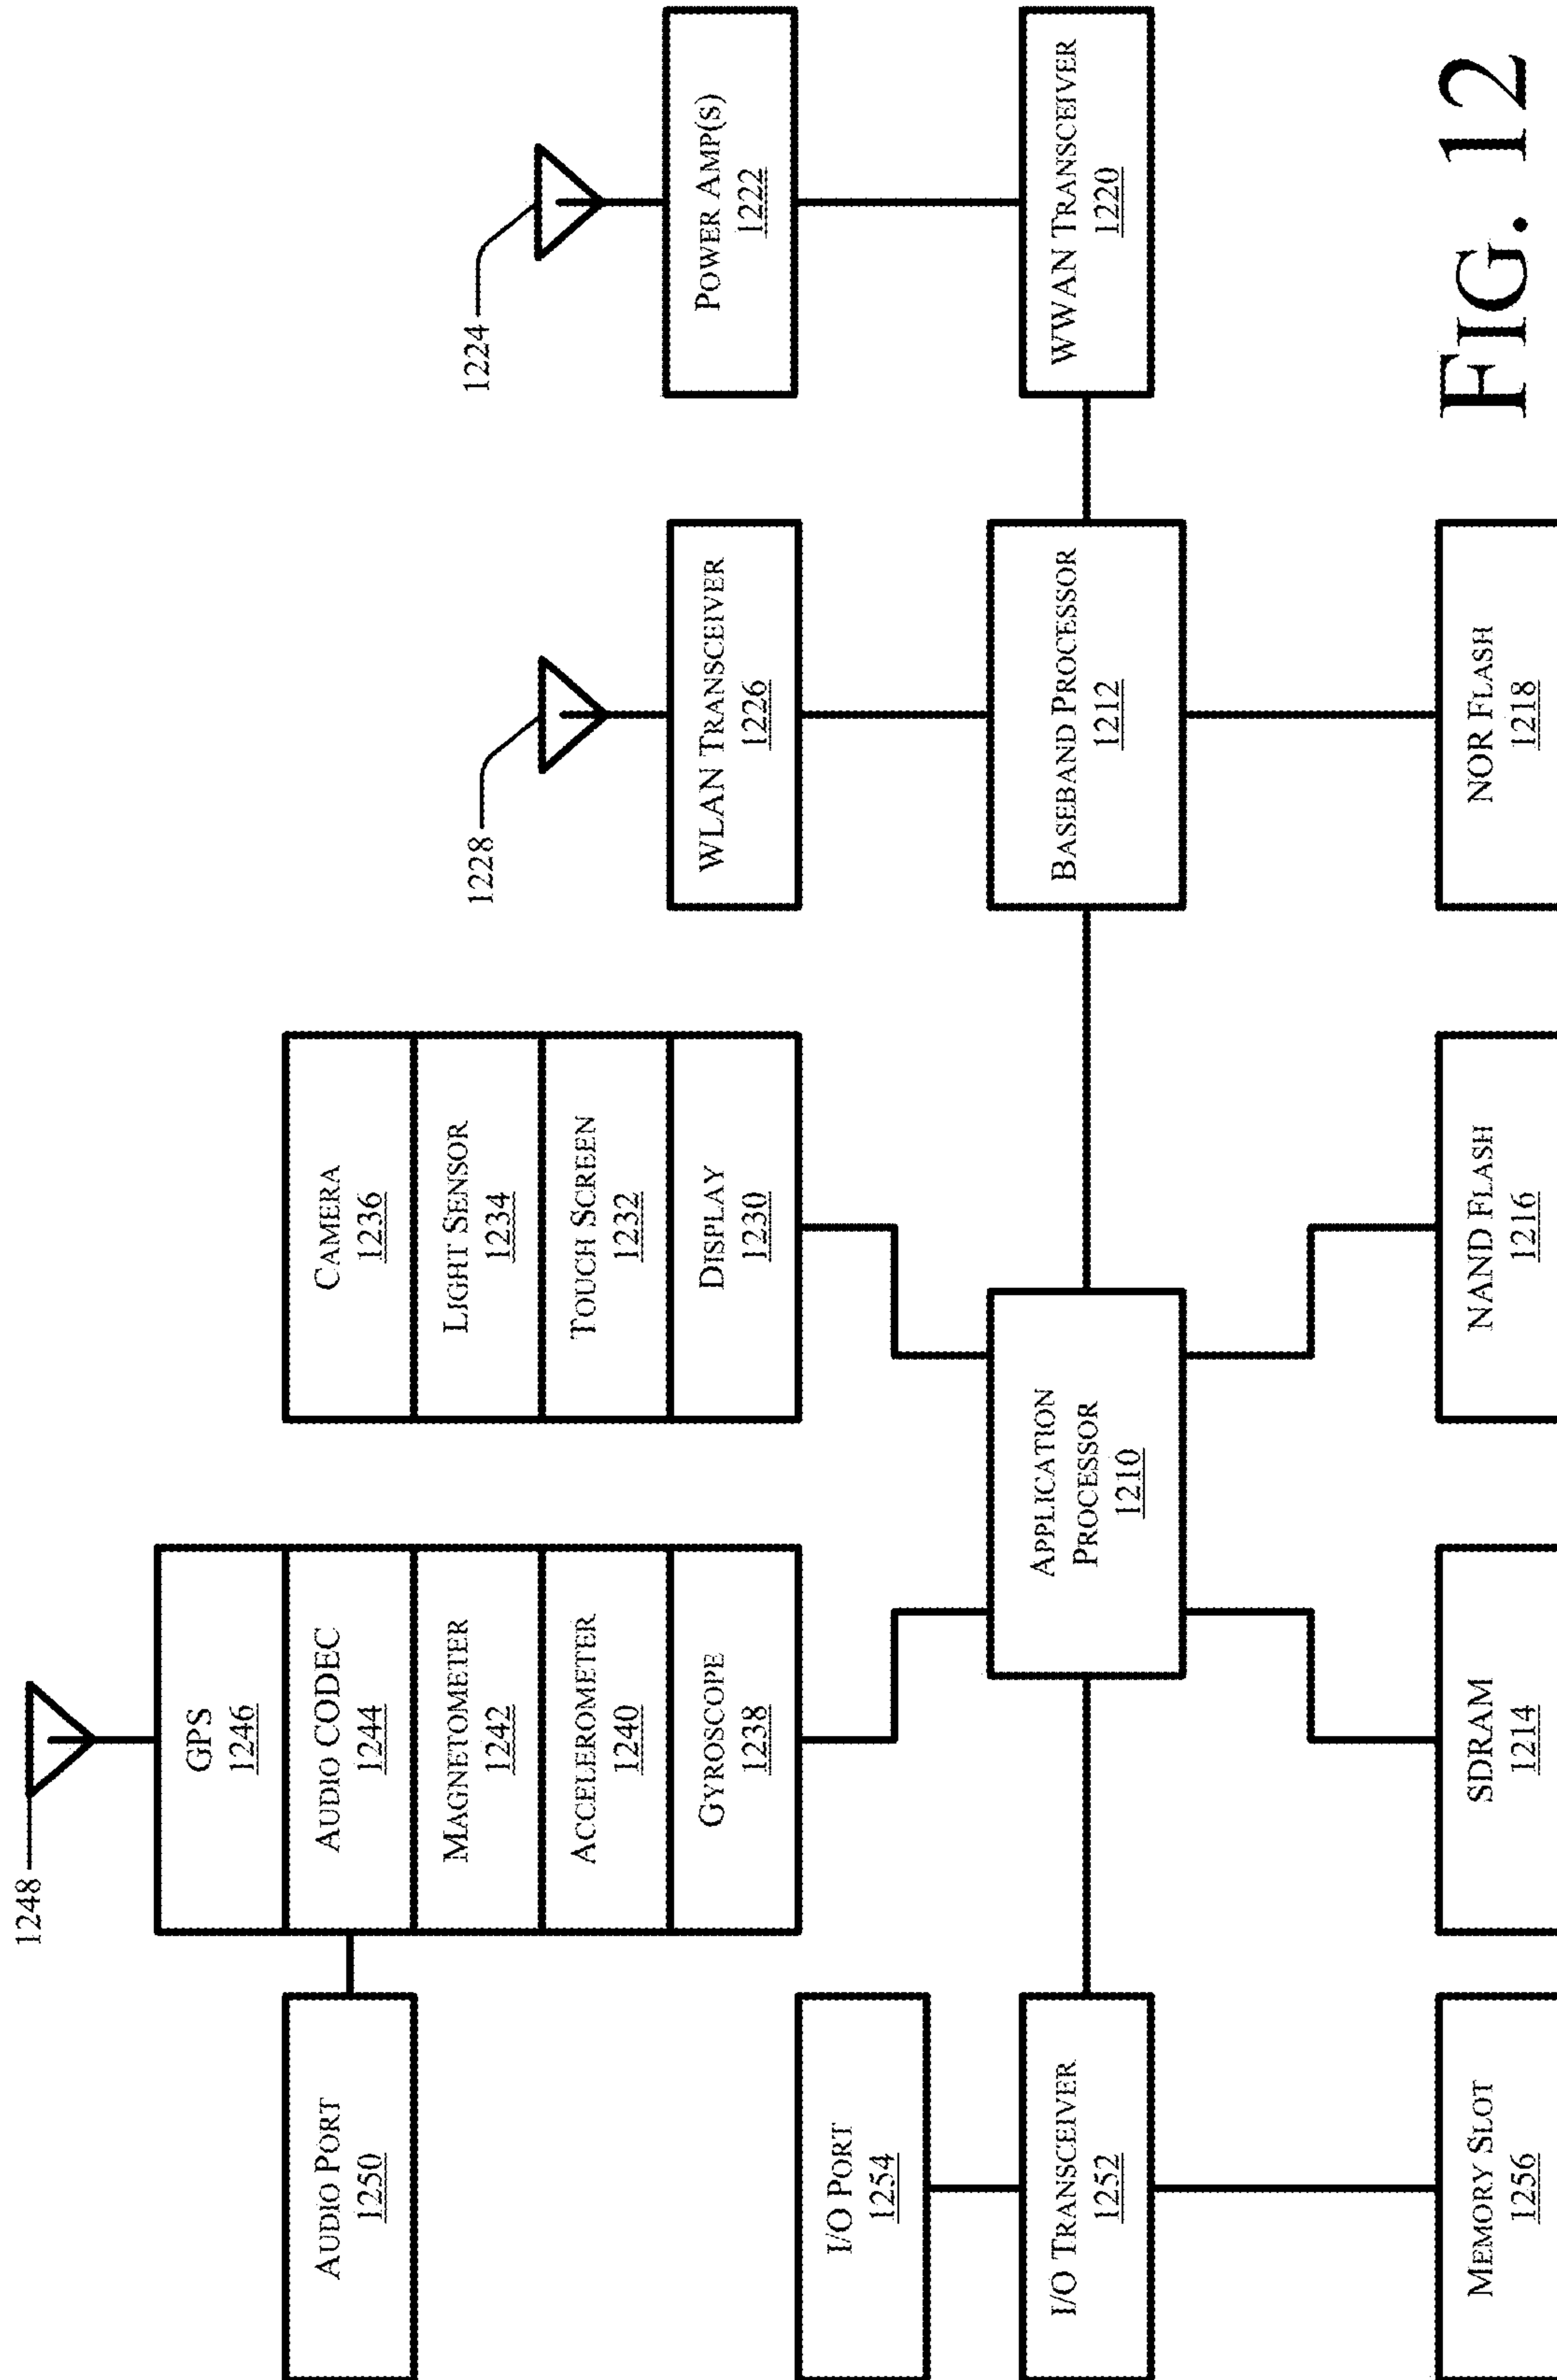 1248
GPS
1246
AUDIO PORT
1250
AUDIO CODEC
1244
CAMERA
1236
MAGNETOMETER
1242
LIGHT SENSOR
1234
1228
1224
ACCELEROMETER
1240
TOUCH SCREEN
1232
GYROSCOPE
1238
DISPLAY
1230
WLAN TRANSCEIVER
1226
POWER AMP(S)
1222
I/O PORT
1254
I/O TRANSCEIVER
1252
APPLICATION
PROCESSOR
1210
BASEBAND PROCESSOR
1212
WWAN TRANSCEIVER
1220
MEMORY SLOT
1256
SDRAM
1214
NAND FLASH
1216
NOR FLASH
1218
FIG. 12